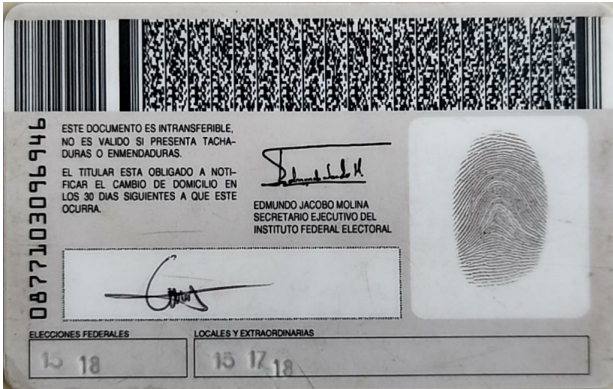 0877103096946
ESTE DOCUMENTO ES INTRANSFERIBLE,
NO ES VALIDO SI PRESENTA TACHA-
DURAS O ENMENDADURAS.
EL TITULAR ESTA OBLIGADO A NOTI-
FICAR EL CAMBIO DE DOMICILIO EN
LOS 30 DIAS SIGUIENTES A QUE ESTE
OCURRA.
EDMUNDO JACOBO MOLINA
SECRETARIO EJECUTIVO DEL
INSTITUTO FEDERAL ELECTORAL
ELECCIONES FEDERALES
15 18
LOCALES Y EXTRAORDINARIAS
15 17 18